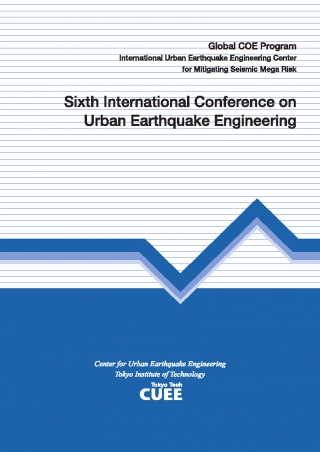 Global COE Program
International Urban Earthquake Engineering Center
for Mitigating Seismic Mega Risk
Sixth International Conference on
Urban Earthquake Engineering
Center for Urban Earthquake Engineering
Tokyo Institute of Technology
Tokyo Tech
CUEE